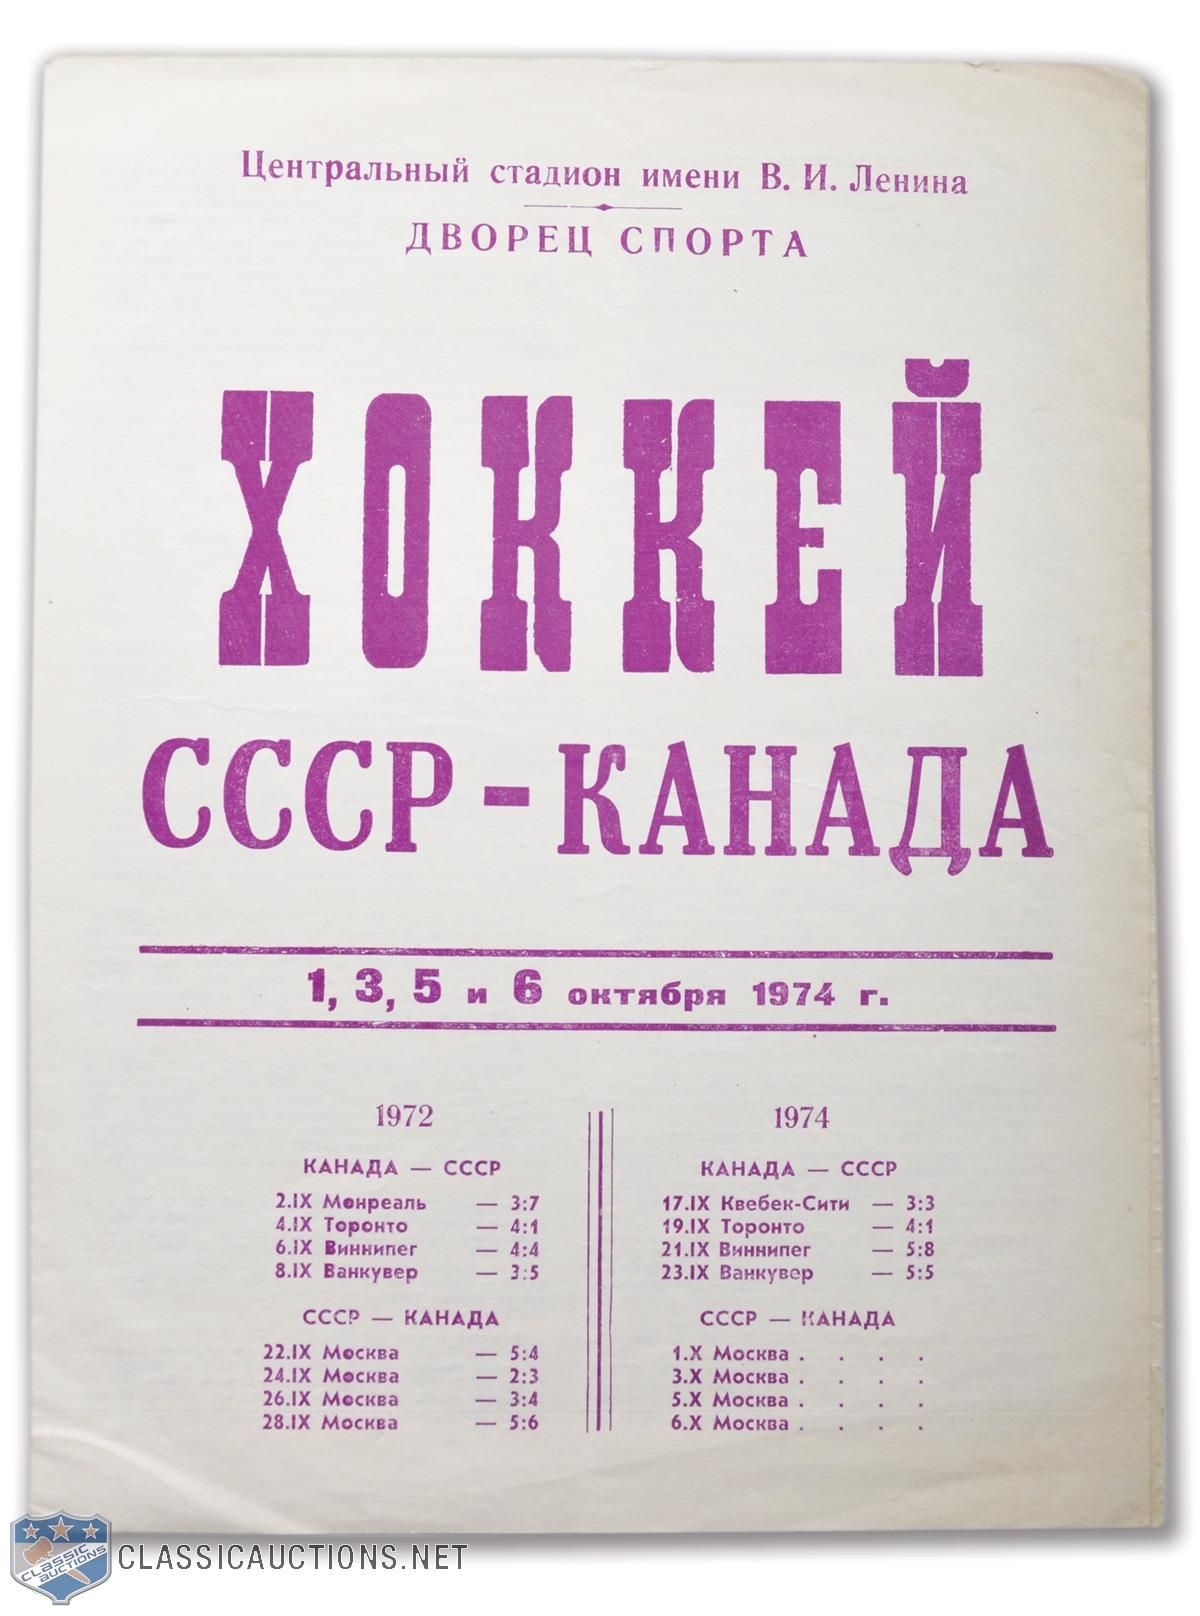 Центральный стадион имени В. И. Ленина
ДВОРЕЦ СПОРТА
ХОККЕЙ
СССР-КАНАДА
1, 3, 5 и 6 октября 1974 г.
1972
КАНАДА — СССР
2.IX Монреаль — 3:7
4.IX Торонто — 4:1
6.IX Виннипег — 4:4
8.IX Ванкувер — 3:5
СССР — КАНАДА
22.IX Москва — 5:4
24.IX Москва — 2:3
26.IX Москва — 3:4
28.IX Москва — 5:6
1974
КАНАДА — СССР
17.IX Квебек-Сити — 3:3
19.IX Торонто — 4:1
21.IX Виннипег — 5:8
23.IX Ванкувер — 5:5
СССР — КАНАДА
1.X Москва . . . .
3.X Москва . . . .
5.X Москва . . . .
6.X Москва . . . .
CLASSIC
AUCTIONS
CLASSICAUCTIONS.NET